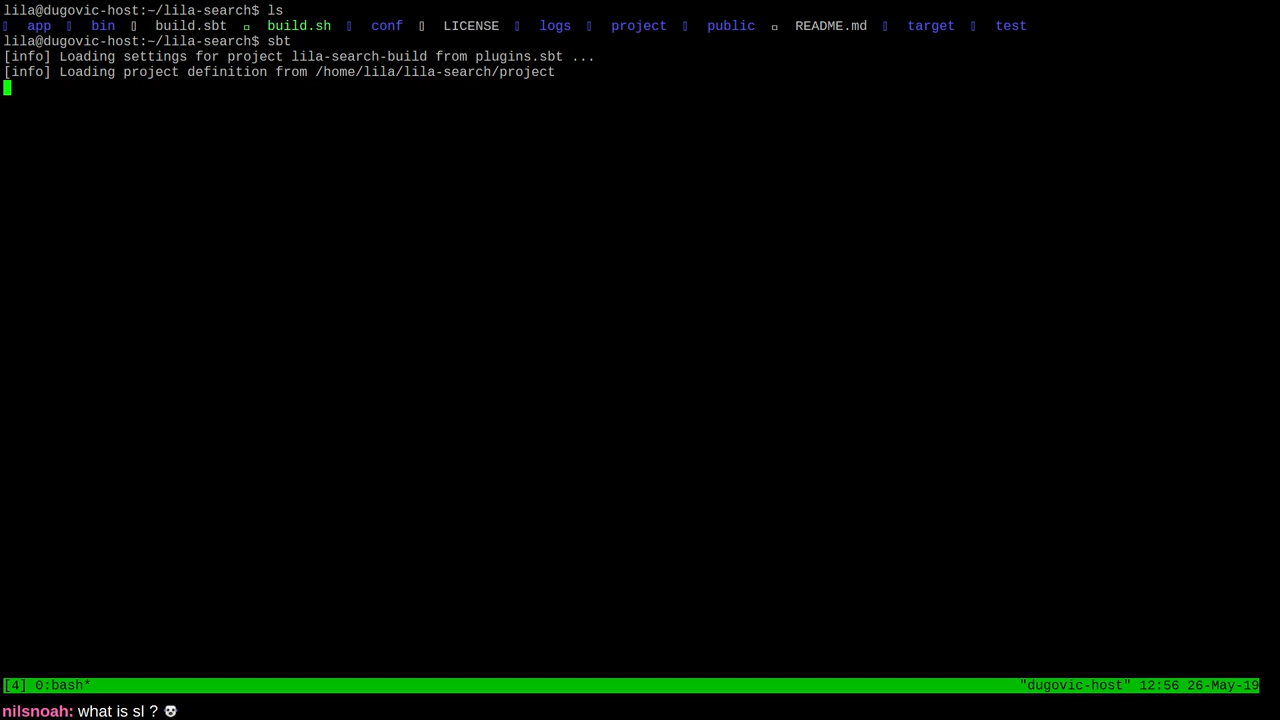 lila@dugovic-host:~/lila-search$ ls
app bin build.sbt build.sh conf LICENSE logs project public README.md target test
lila@dugovic-host:~/lila-search$ sbt
[info] Loading settings for project lila-search-build from plugins.sbt ...
[info] Loading project definition from /home/lila/lila-search/project
[4] 0:bash* "dugovic-host" 12:56 26-May-19
nilsnoah: what is sl ?